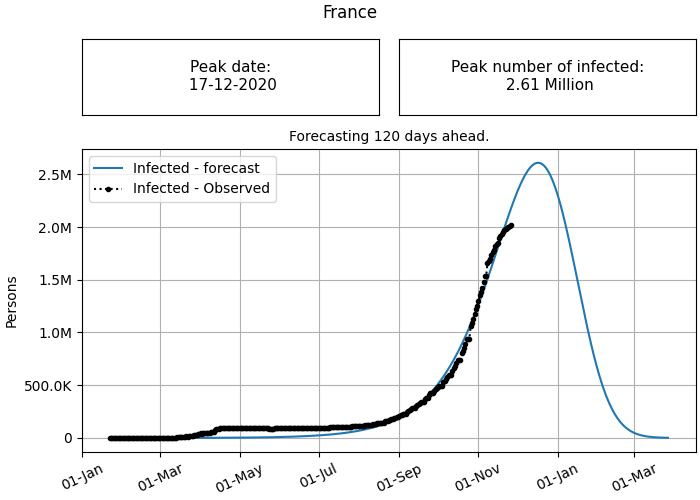 France
Peak date:
17-12-2020
Peak number of infected:
2.61 Million
Forecasting 120 days ahead.
Infected - forecast
Infected - Observed
Persons
2.5M
2.0M
1.5M
1.0M
500.0K
0
01-Jan
01-Mar
01-May
01-Jul
01-Sep
01-Nov
01-Jan
01-Mar